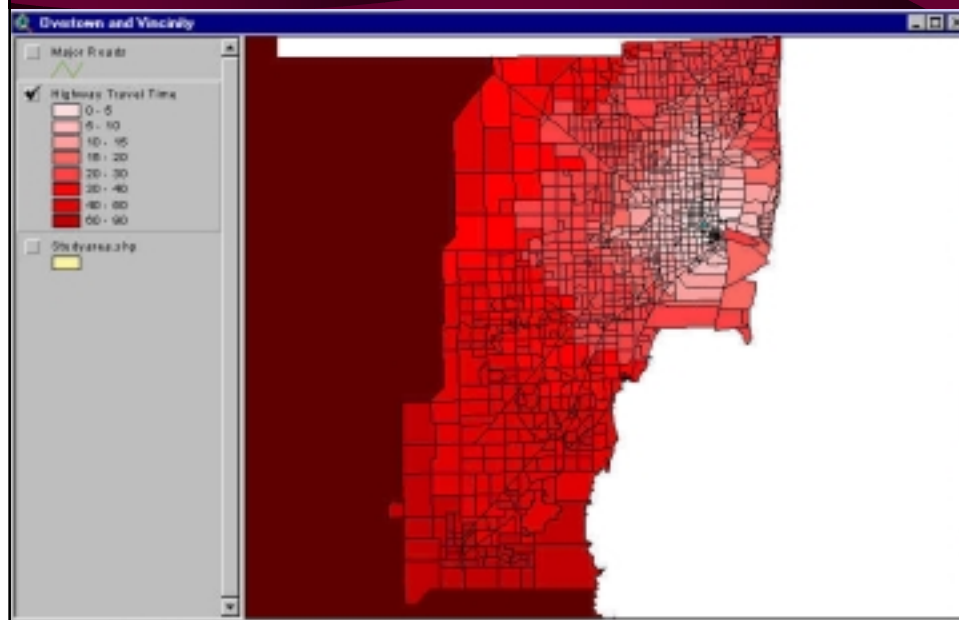 Overtown and Vincinity
Major Roads
Highway Travel Time
0 - 5
5 - 10
10 - 15
15 - 20
20 - 30
30 - 40
40 - 60
60 - 90
Studyarea.shp